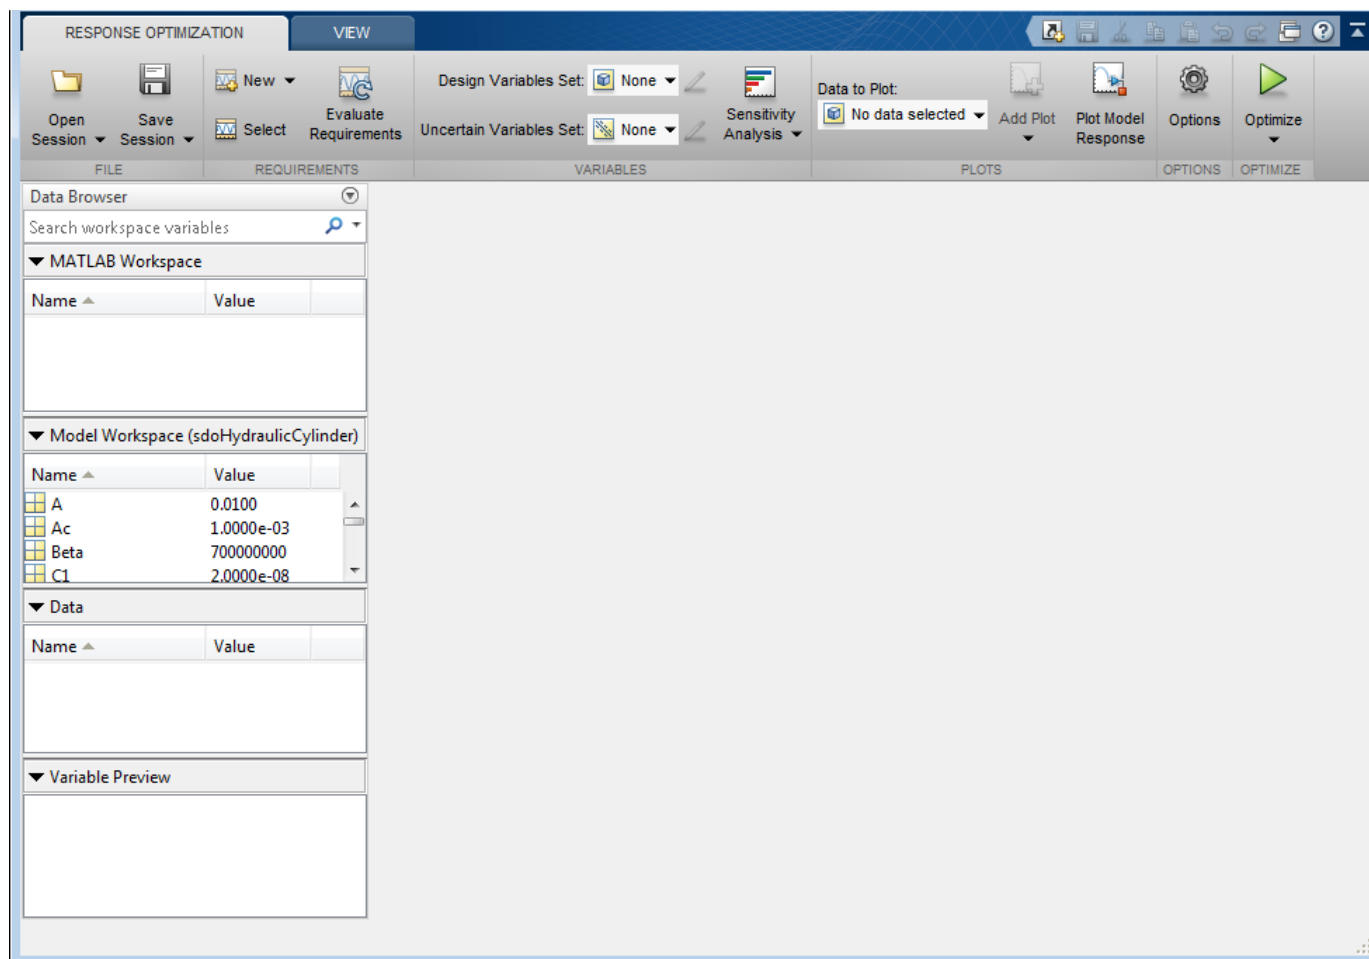 RESPONSE OPTIMIZATION VIEW
Open Session
Save Session
New
Select
Evaluate Requirements
Design Variables Set: None
Uncertain Variables Set: None
Sensitivity Analysis
Data to Plot:
No data selected
Add Plot
Plot Model Response
Options
Optimize
FILE REQUIREMENTS VARIABLES PLOTS OPTIONS OPTIMIZE
Data Browser
Search workspace variables
MATLAB Workspace
Name Value
Model Workspace (sdoHydraulicCylinder)
Name Value
A 0.0100
Ac 1.0000e-03
Beta 700000000
C1 2.0000e-08
Data
Name Value
Variable Preview